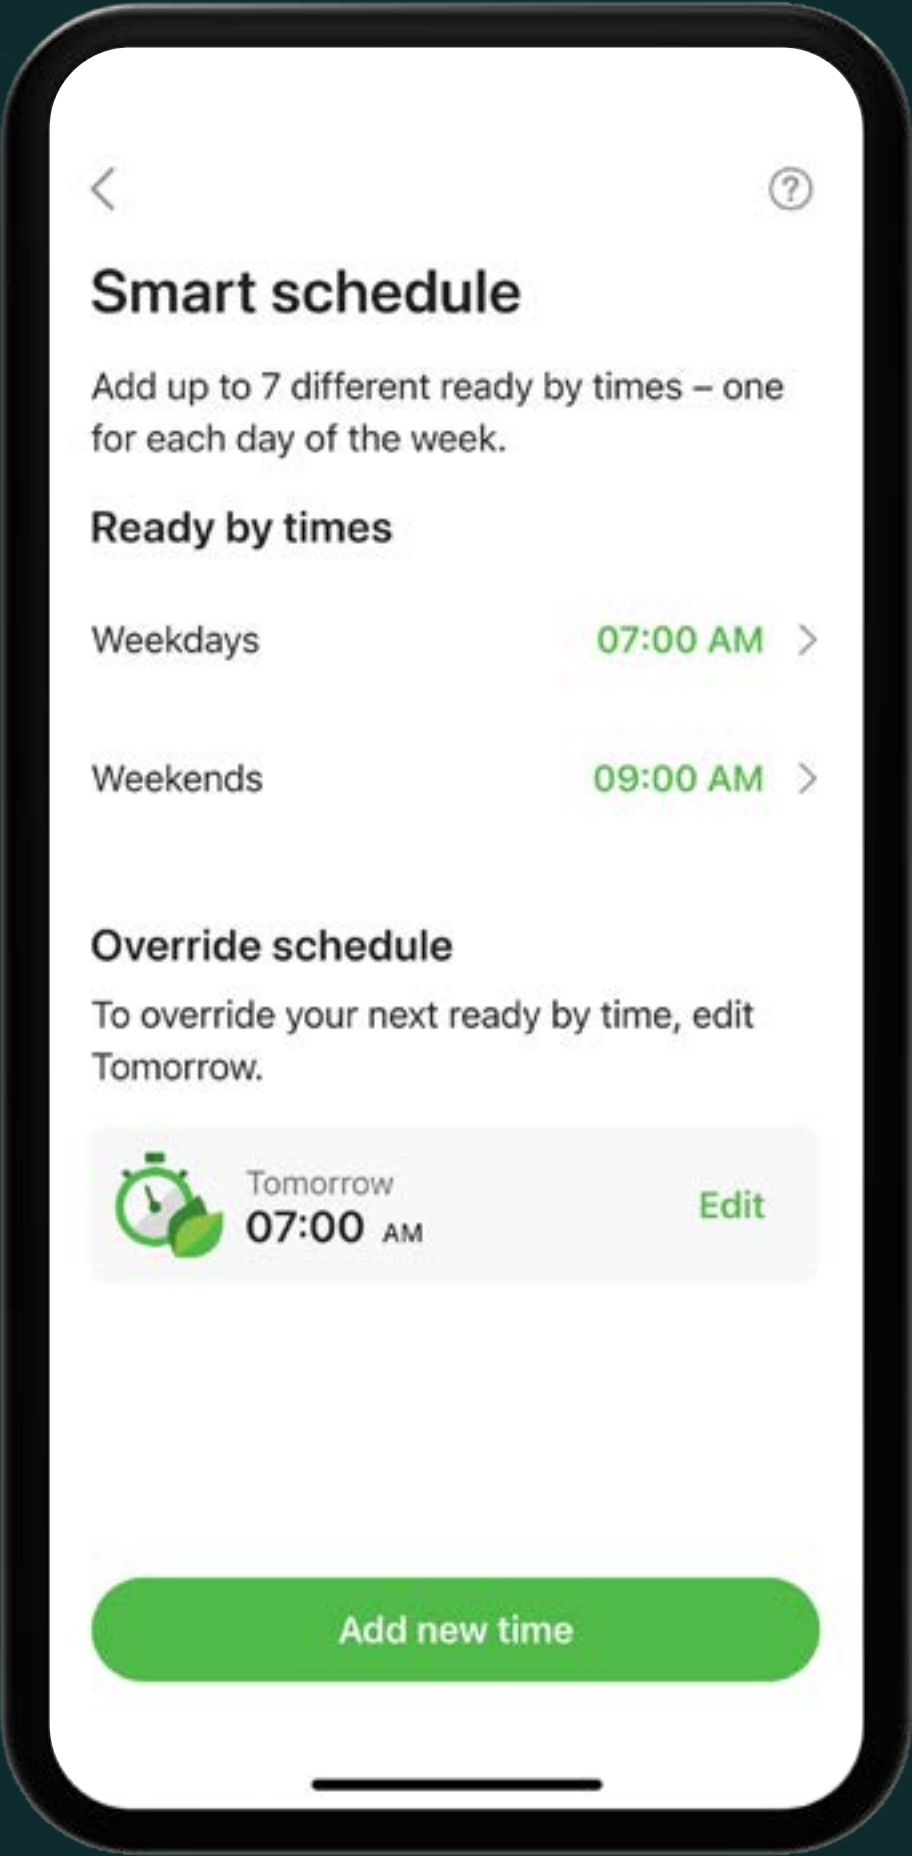 Smart schedule
Add up to 7 different ready by times – one
for each day of the week.
Ready by times
Weekdays 07:00 AM
Weekends 09:00 AM
Override schedule
To override your next ready by time, edit
Tomorrow.
Tomorrow
07:00 AM
Edit
Add new time